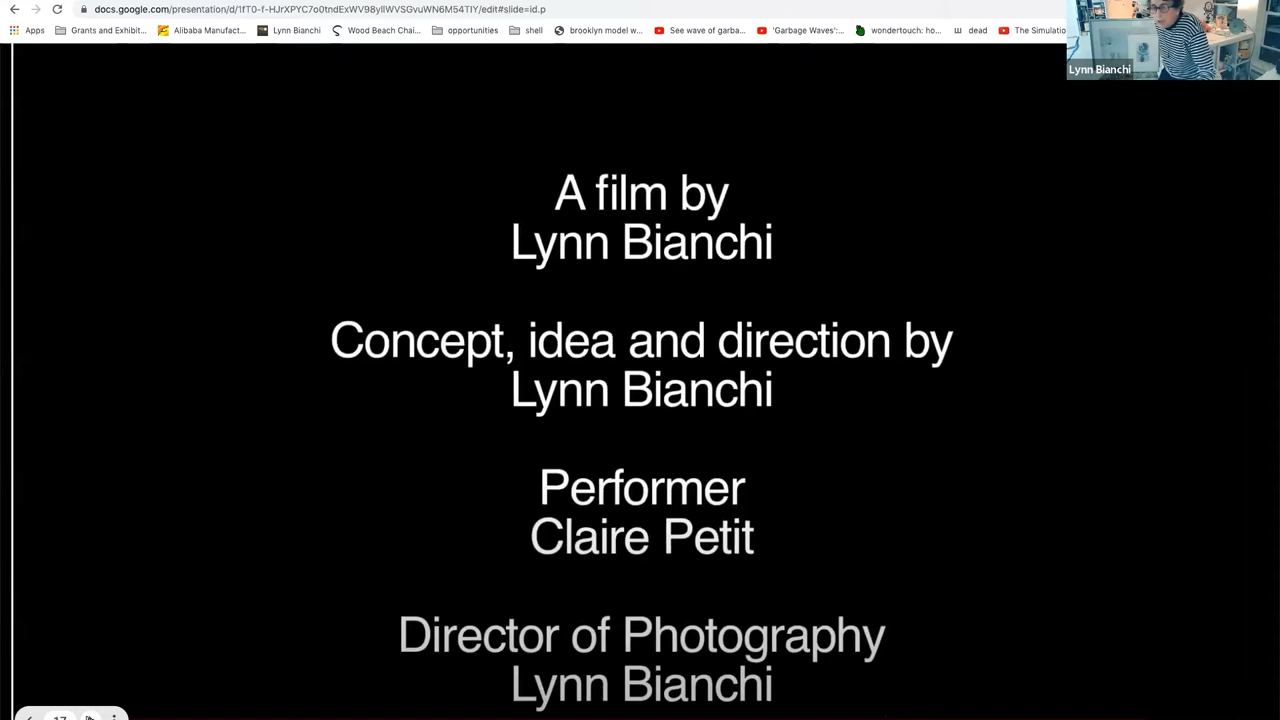 docs.google.com/presentation/d/1fT0-f-HJrXPYC7o0tndExWV98yllWVSGvuWN6M54TIY/edit#slide=id.p
Apps Grants and Exhibit... Alibaba Manufact... Lynn Bianchi Wood Beach Chai... opportunities shell brooklyn model w... See wave of garba... 'Garbage Waves':... wondertouch: ho... dead The Simulatio
Lynn Bianchi
A film by
Lynn Bianchi
Concept, idea and direction by
Lynn Bianchi
Performer
Claire Petit
Director of Photography
Lynn Bianchi
17